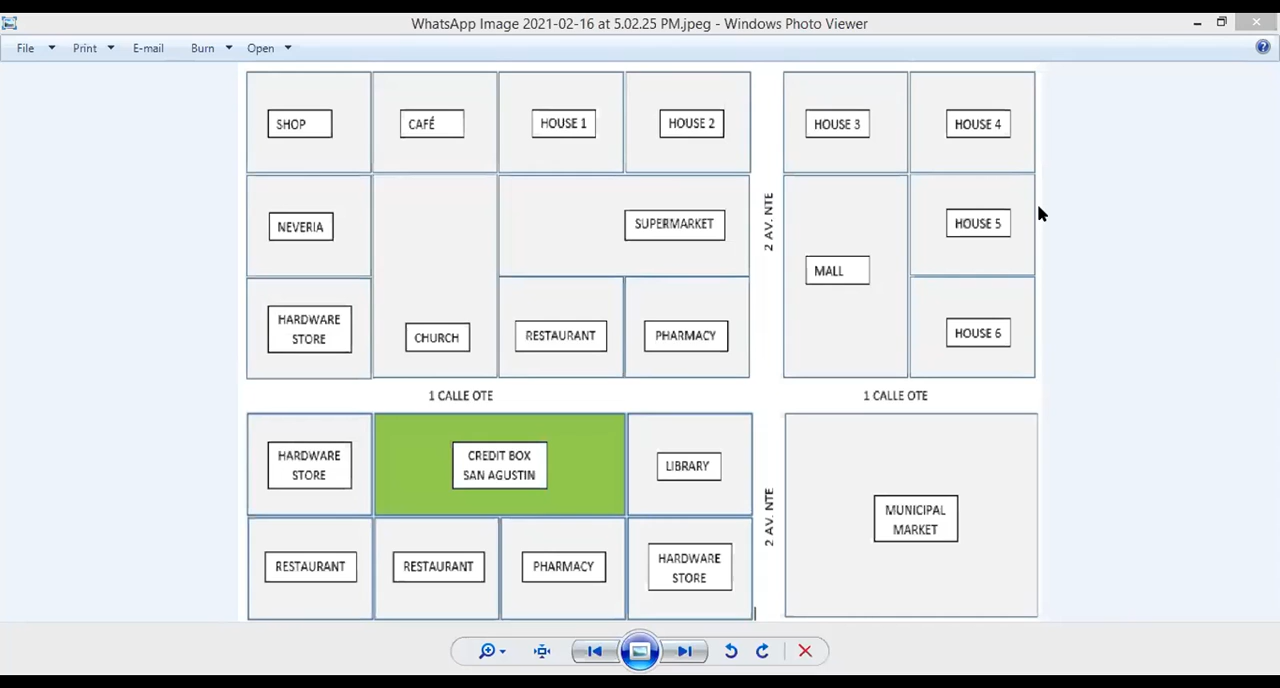 WhatsApp Image 2021-02-16 at 5.02.25 PM.jpeg - Windows Photo Viewer
File Print E-mail Burn Open
SHOP
CAFÉ
HOUSE 1
HOUSE 2
HOUSE 3
HOUSE 4
NEVERIA
SUPERMARKET
2 AV. NTE
MALL
HOUSE 5
HARDWARE
STORE
CHURCH
RESTAURANT
PHARMACY
HOUSE 6
1 CALLE OTE
1 CALLE OTE
HARDWARE
STORE
CREDIT BOX
SAN AGUSTIN
LIBRARY
2 AV. NTE
MUNICIPAL
MARKET
RESTAURANT
RESTAURANT
PHARMACY
HARDWARE
STORE